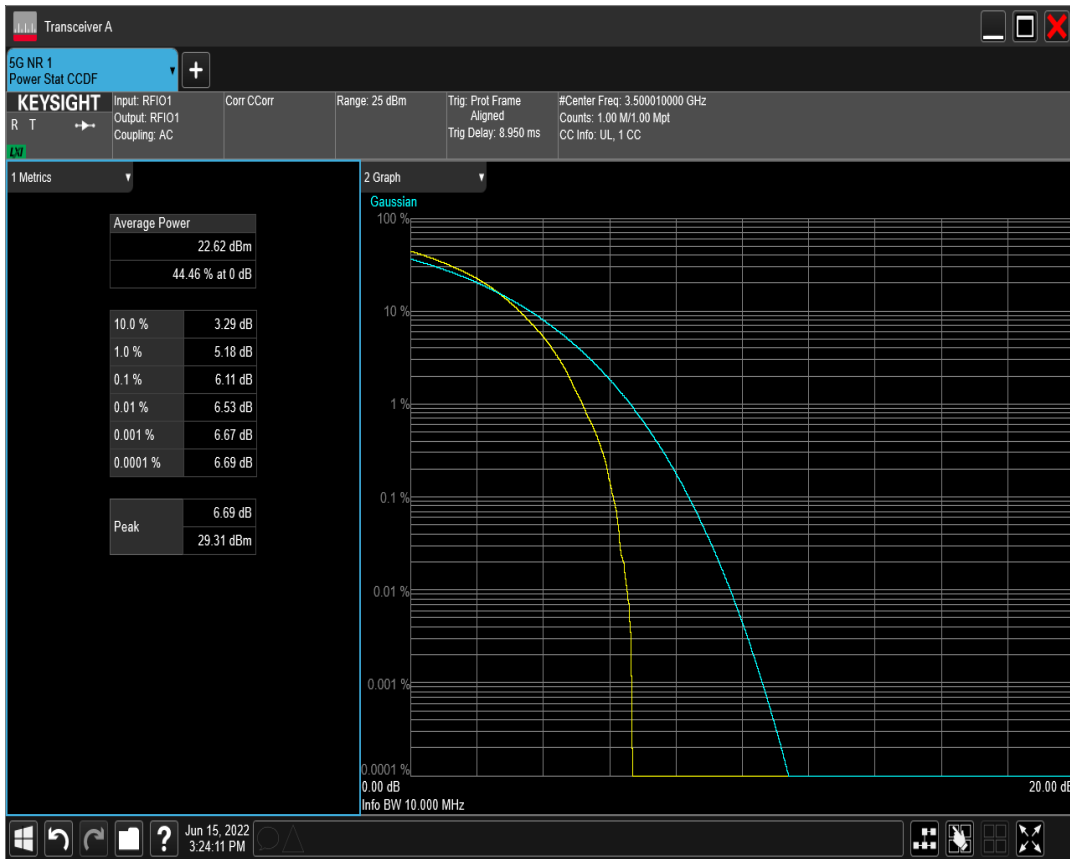 Transceiver A
5G NR 1
Power Stat CCDF
+
KEYSIGHT
R T
LXI
Input: RFIO1
Output: RFIO1
Coupling: AC
Corr CCorr
Range: 25 dBm
Trig: Prot Frame
Aligned
Trig Delay: 8.950 ms
#Center Freq: 3.500010000 GHz
Counts: 1.00 M/1.00 Mpt
CC Info: UL, 1 CC
1 Metrics
Average Power
22.62 dBm
44.46 % at 0 dB
10.0 % 3.29 dB
1.0 % 5.18 dB
0.1 % 6.11 dB
0.01 % 6.53 dB
0.001 % 6.67 dB
0.0001 % 6.69 dB
Peak
6.69 dB
29.31 dBm
2 Graph
Gaussian
100 %
10 %
1 %
0.1 %
0.01 %
0.001 %
0.0001 %
0.00 dB 20.00 dB
Info BW 10.000 MHz
?
Jun 15, 2022
3:24:11 PM